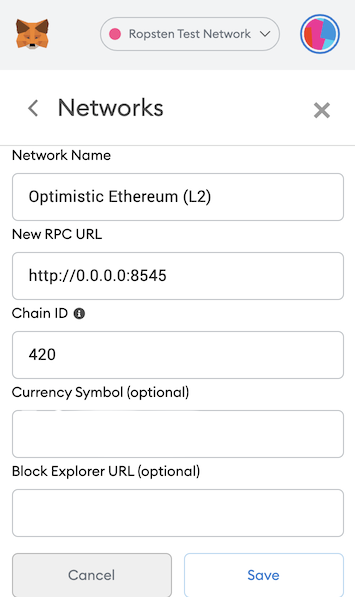 Ropsten Test Network
Networks
Network Name
Optimistic Ethereum (L2)
New RPC URL
http://0.0.0.0:8545
Chain ID
420
Currency Symbol (optional)
Block Explorer URL (optional)
Cancel Save